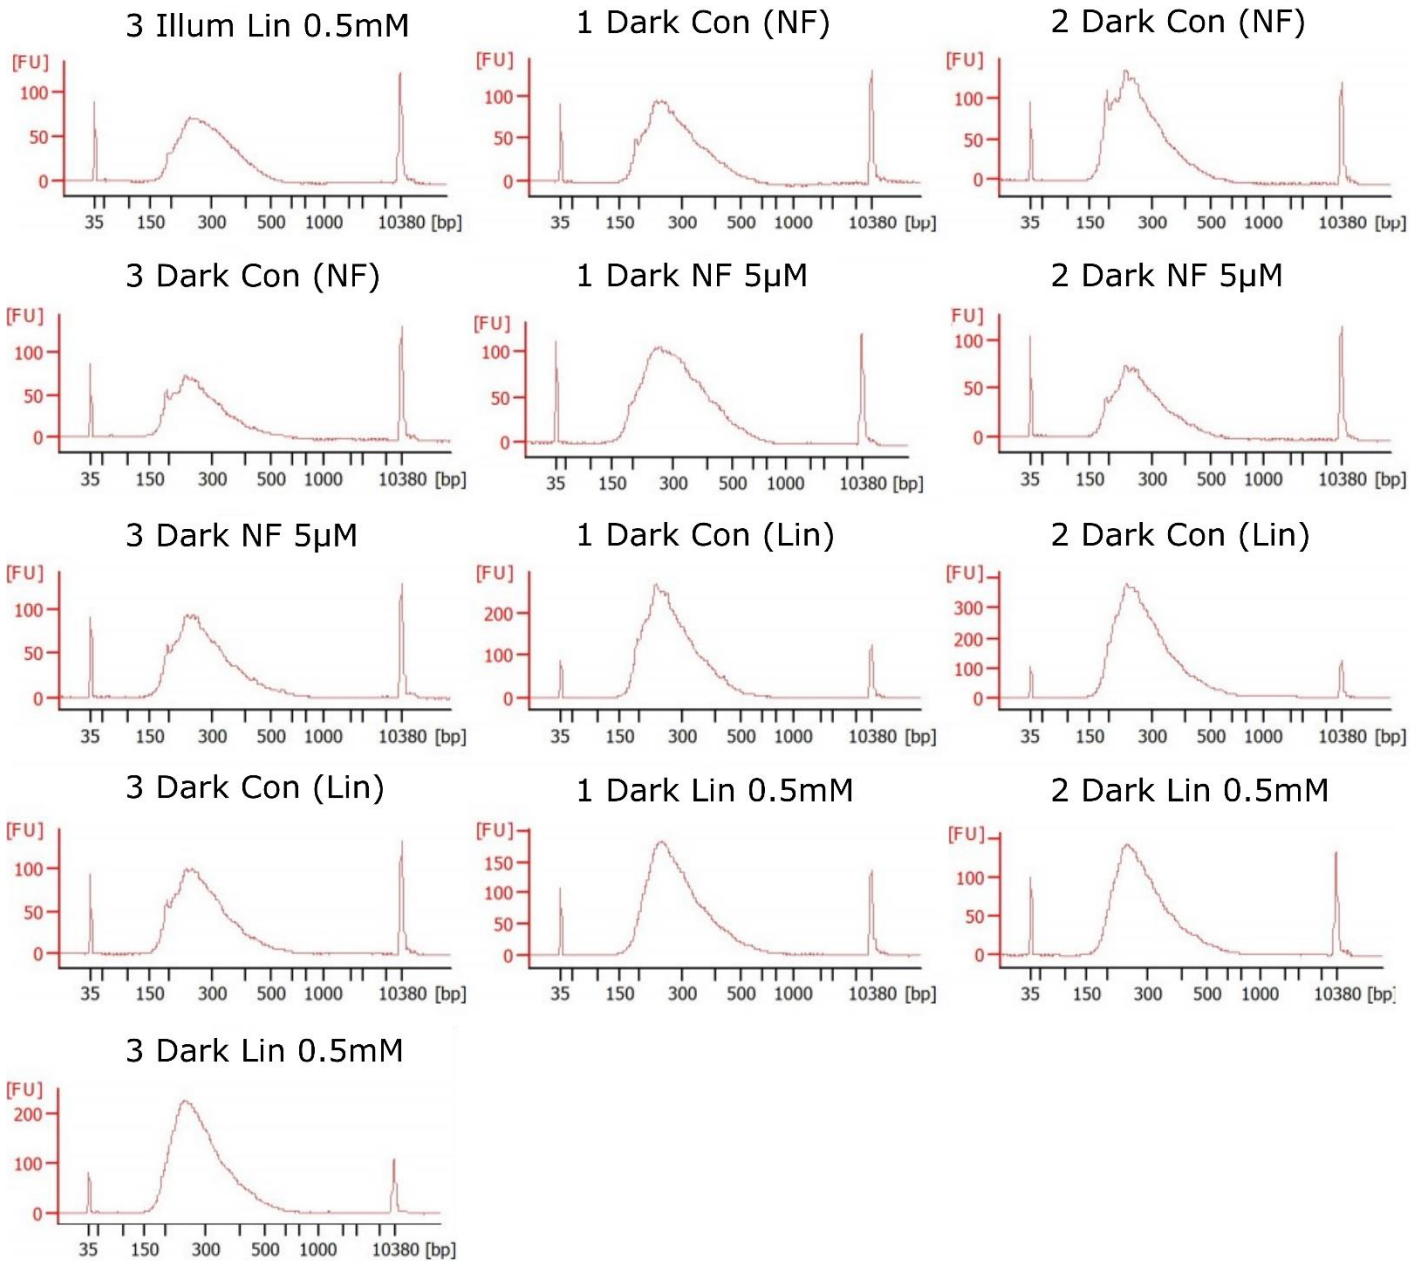 3 Illum Lin 0.5mM
[FU]
100
50
0
35 150 300 500 1000 10380 [bp]
1 Dark Con (NF)
[FU]
100
50
0
35 150 300 500 1000 10380 [bp]
2 Dark Con (NF)
[FU]
100
50
0
35 150 300 500 1000 10380 [bp]
3 Dark Con (NF)
[FU]
100
50
0
35 150 300 500 1000 10380 [bp]
1 Dark NF 5µM
[FU]
100
50
0
35 150 300 500 1000 10380 [bp]
2 Dark NF 5µM
[FU]
100
50
0
35 150 300 500 1000 10380 [bp]
3 Dark NF 5µM
[FU]
100
50
0
35 150 300 500 1000 10380 [bp]
1 Dark Con (Lin)
[FU]
200
100
0
35 150 300 500 1000 10380 [bp]
2 Dark Con (Lin)
[FU]
300
200
100
0
35 150 300 500 1000 10380 [bp]
3 Dark Con (Lin)
[FU]
100
50
0
35 150 300 500 1000 10380 [bp]
1 Dark Lin 0.5mM
[FU]
150
100
50
0
35 150 300 500 1000 10380 [bp]
2 Dark Lin 0.5mM
[FU]
100
50
0
35 150 300 500 1000 10380 [bp]
3 Dark Lin 0.5mM
[FU]
200
100
0
35 150 300 500 1000 10380 [bp]